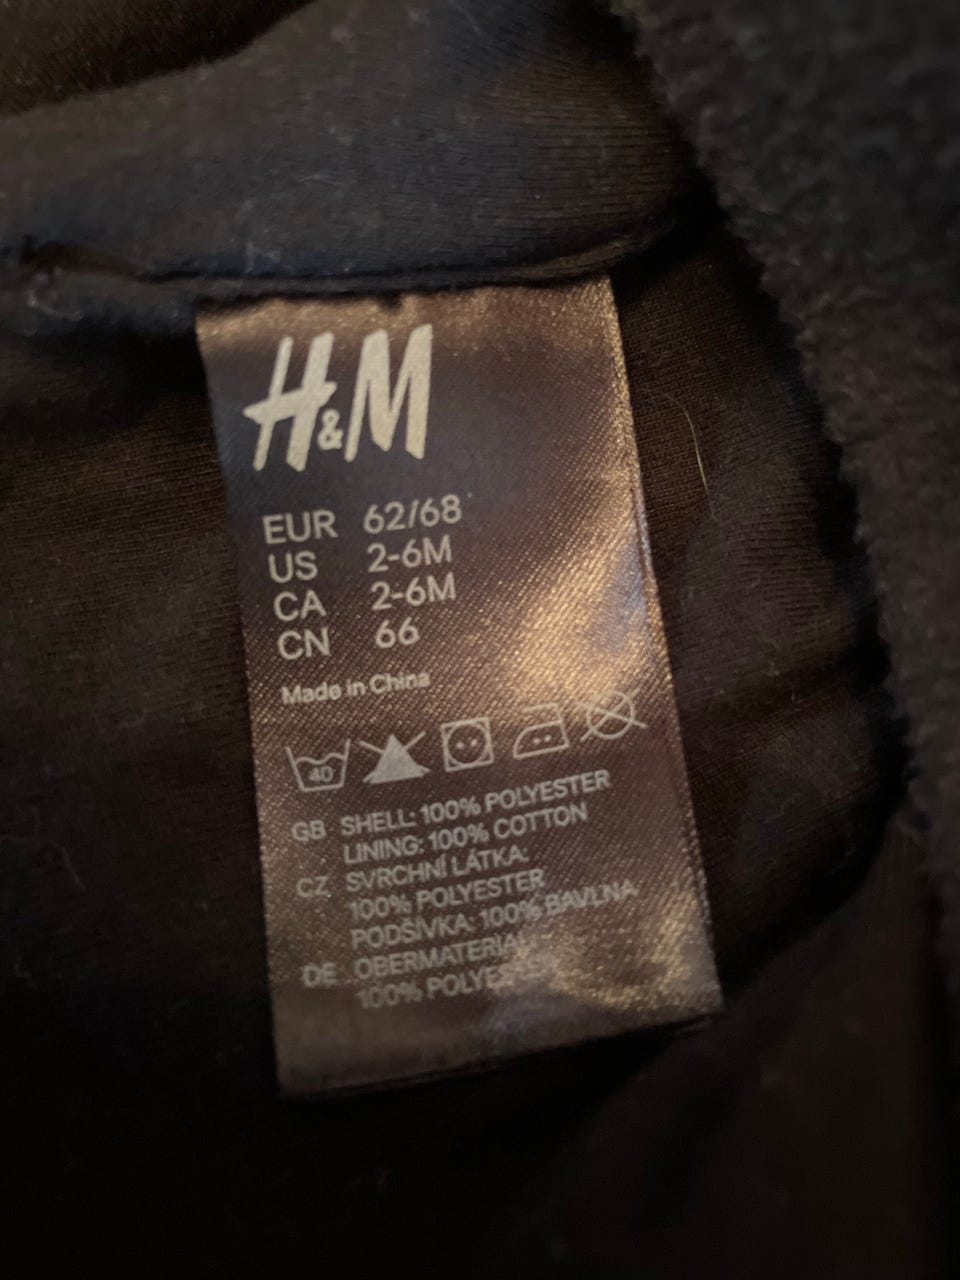 H&M
EUR 62/68
US 2-6M
CA 2-6M
CN 66
Made in China
40
GB SHELL: 100% POLYESTER
LINING: 100% COTTON
CZ SVRCHNÍ LÁTKA:
100% POLYESTER
PODŠÍVKA: 100% BAVLNA
DE OBERMATERIAL
100% POLYESTER